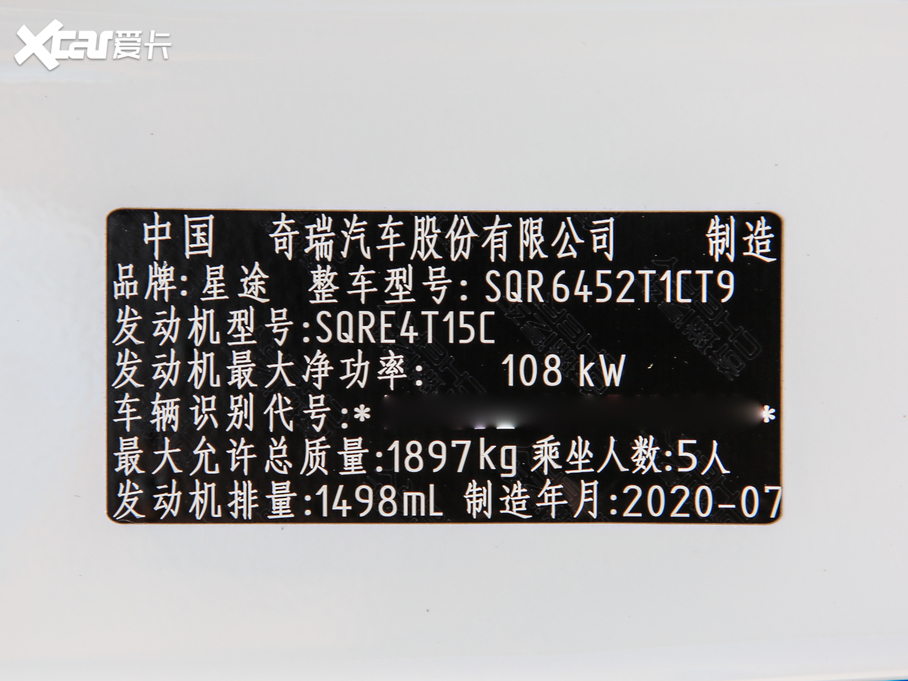 Xcar爱卡
中国 奇瑞汽车股份有限公司 制造
品牌:星途 整车型号:SQR6452T1CT9
发动机型号:SQRE4T15C
发动机最大净功率: 108 kW
车辆识别代号:* *
最大允许总质量:1897kg 乘坐人数:5人
发动机排量:1498mL 制造年月:2020-07